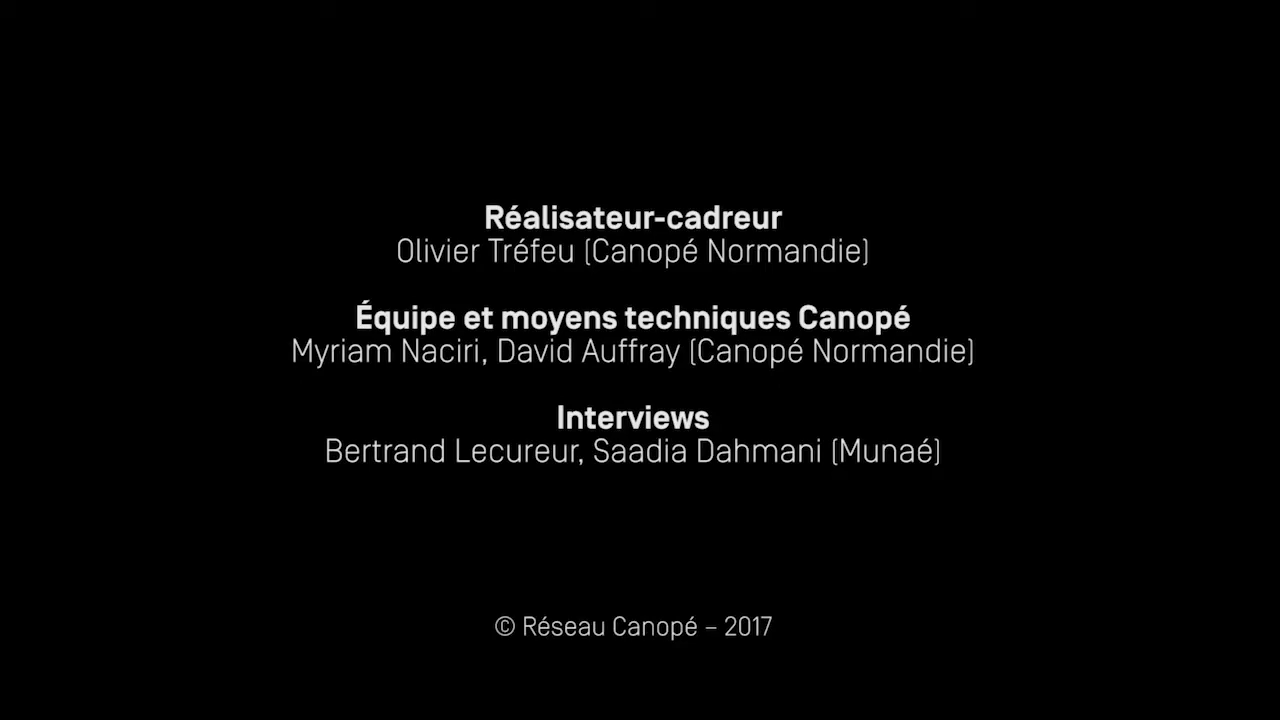 Réalisateur-cadreur
Olivier Tréfeu (Canopé Normandie)
Équipe et moyens techniques Canopé
Myriam Naciri, David Auffray (Canopé Normandie)
Interviews
Bertrand Lecureur, Saadia Dahmani (Munaé)
© Réseau Canopé – 2017